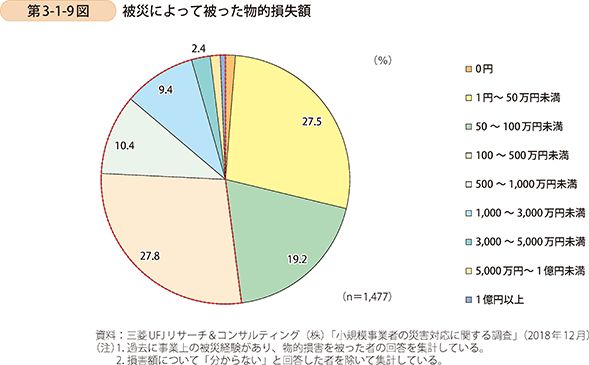 第3-1-9図 被災によって被った物的損失額
(%)
2.4
9.4
10.4
27.8
19.2
27.5
0円
1円～50万円未満
50～100万円未満
100～500万円未満
500～1,000万円未満
1,000～3,000万円未満
3,000～5,000万円未満
5,000万円～1億円未満
1億円以上
(n=1,477)
資料：三菱UFJリサーチ&コンサルティング（株）「小規模事業者の災害対応に関する調査」（2018年12月）
（注）1. 過去に事業上の被災経験があり、物的損害を被った者の回答を集計している。
2. 損害額について「分からない」と回答した者を除いて集計している。